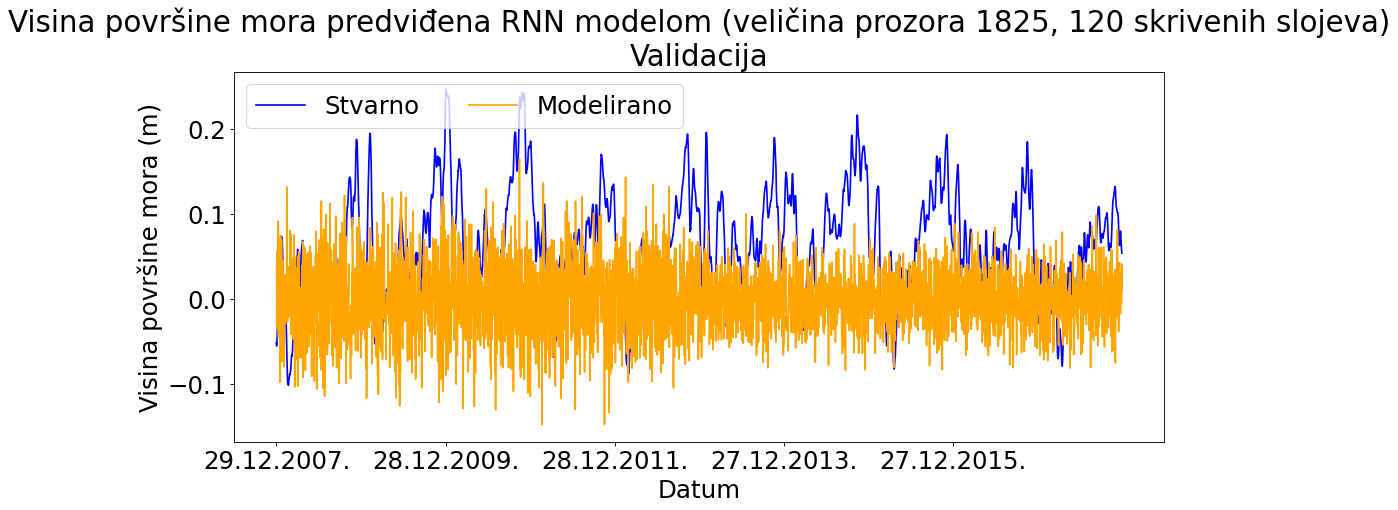 Visina površine mora predviđena RNN modelom (veličina prozora 1825, 120 skrivenih slojeva)
Validacija
Stvarno Modelirano
Visina površine mora (m)
0.2
0.1
0.0
−0.1
29.12.2007. 28.12.2009. 28.12.2011. 27.12.2013. 27.12.2015.
Datum